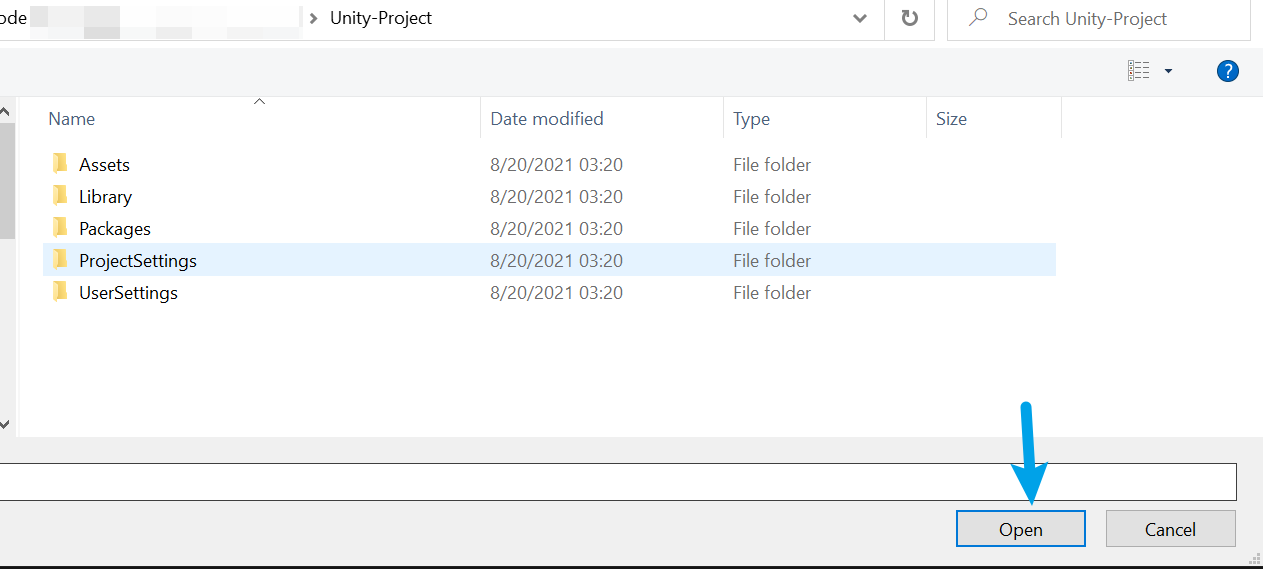 ode Unity-Project Search Unity-Project
?
Name Date modified Type Size
Assets 8/20/2021 03:20 File folder
Library 8/20/2021 03:20 File folder
Packages 8/20/2021 03:20 File folder
ProjectSettings 8/20/2021 03:20 File folder
UserSettings 8/20/2021 03:20 File folder
Open Cancel